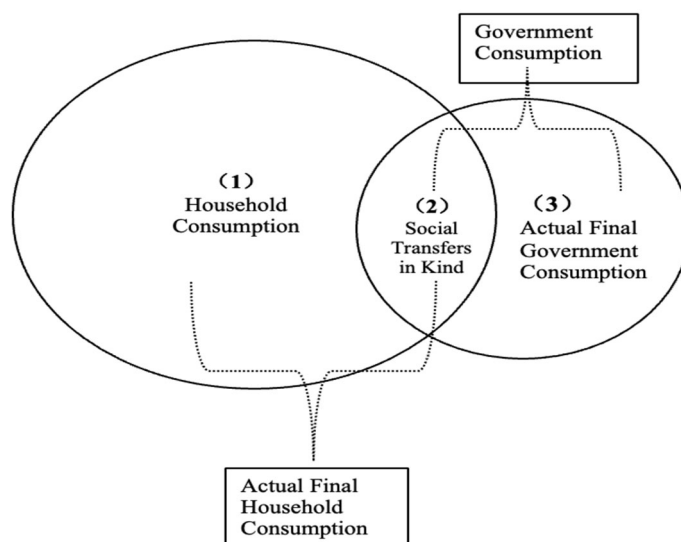 Government
Consumption
(1)
Household
Consumption
(2)
Social
Transfers
in Kind
(3)
Actual Final
Government
Consumption
Actual Final
Household
Consumption